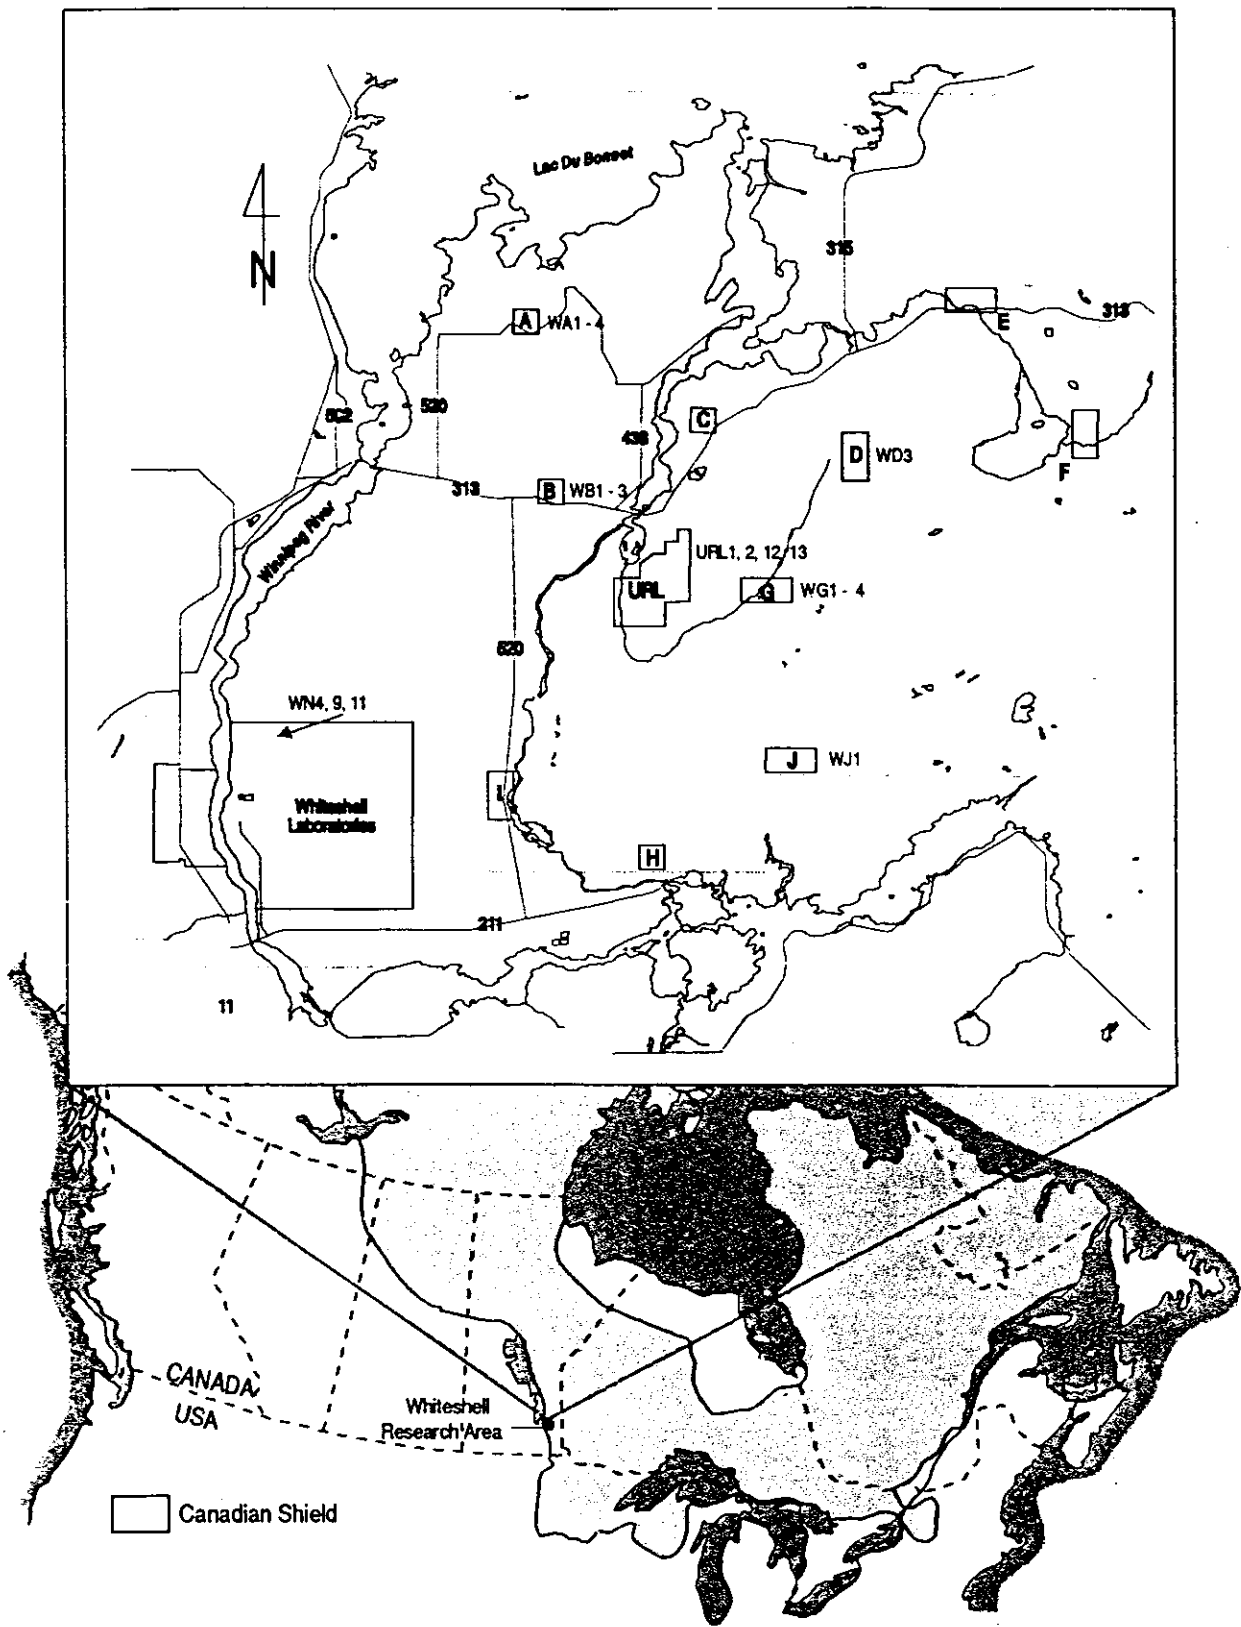 Lac Du Bonnet
N
315
A WA1 - 4
E
313
502
520
C
436
D WD3
F
313
B WB1 - 3
Winnipeg River
URL1, 2, 12, 13
URL
G WG1 - 4
520
WN4, 9, 11
J WJ1
I
Whiteshell
Laboratories
H
211
11
CANADA
USA
Whiteshell
Research Area
Canadian Shield